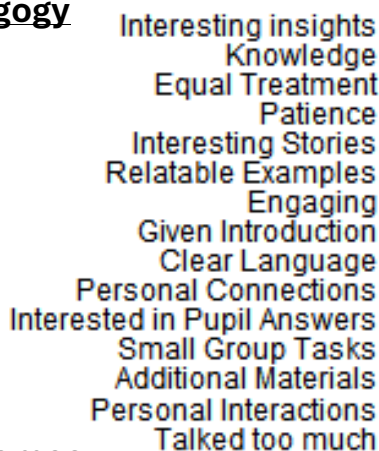 gogy
Interesting insights
Knowledge
Equal Treatment
Patience
Interesting Stories
Relatable Examples
Engaging
Given Introduction
Clear Language
Personal Connections
Interested in Pupil Answers
Small Group Tasks
Additional Materials
Personal Interactions
Talked too much